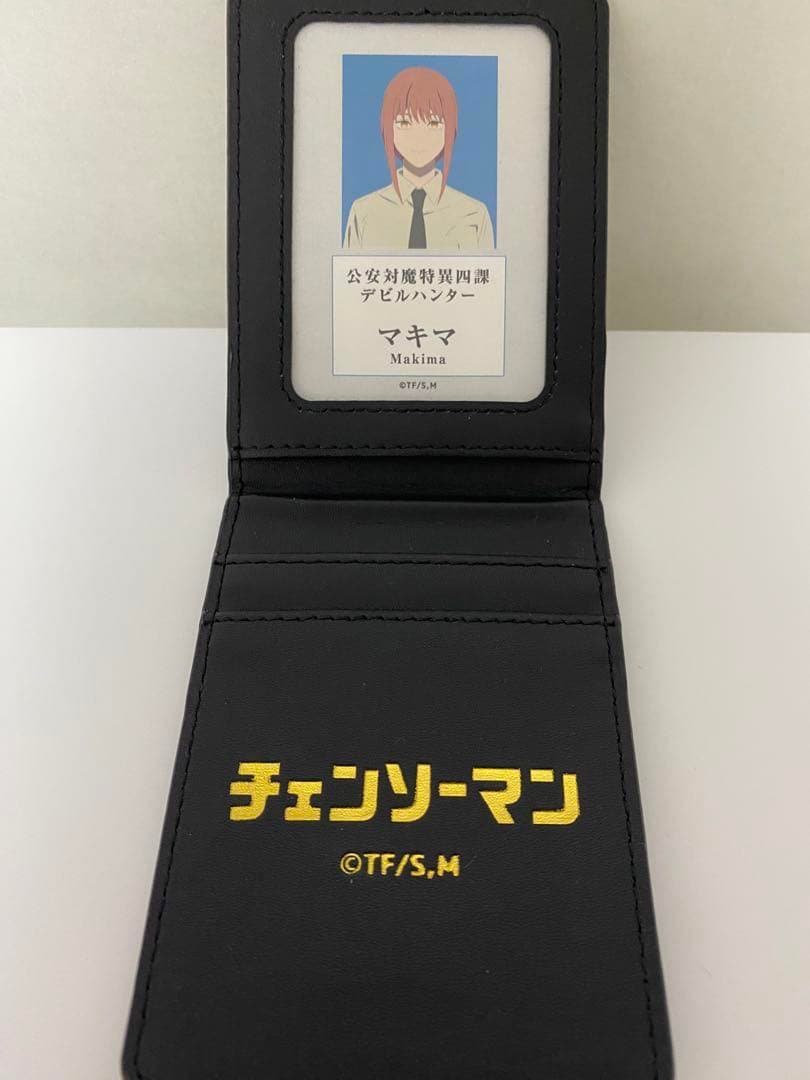 公安対魔特異四課
デビルハンター
マキマ
Makima
©TF/S,M
チェンソーマン
©TF/S,M